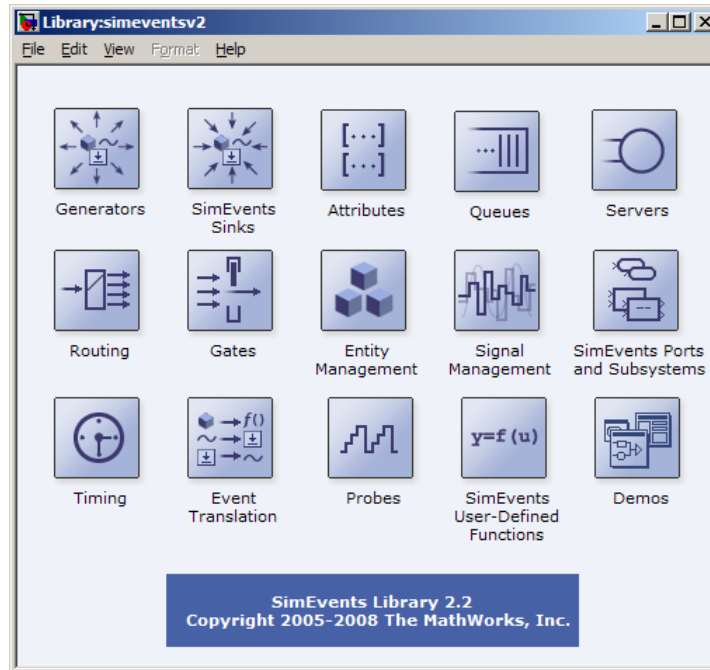 Library:simeventsv2
File Edit View Format Help
[...]
[...]
Generators
SimEvents
Sinks
Attributes
Queues
Servers
Routing
Gates
Entity
Management
Signal
Management
SimEvents Ports
and Subsystems
f()
y=f(u)
Timing
Event
Translation
Probes
SimEvents
User-Defined
Functions
Demos
SimEvents Library 2.2
Copyright 2005-2008 The MathWorks, Inc.